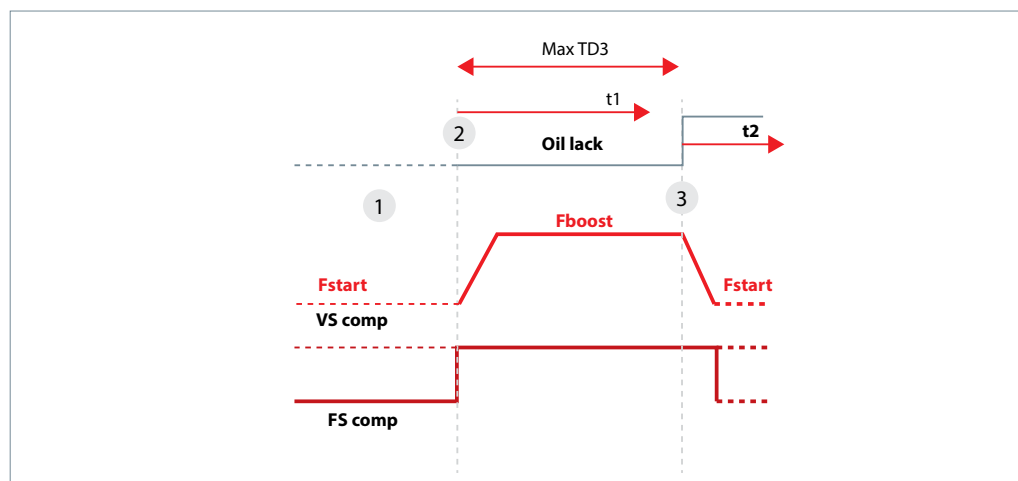 Max TD3
t1
2
Oil lack
t2
1
3
Fboost
Fstart
Fstart
VS comp
FS comp